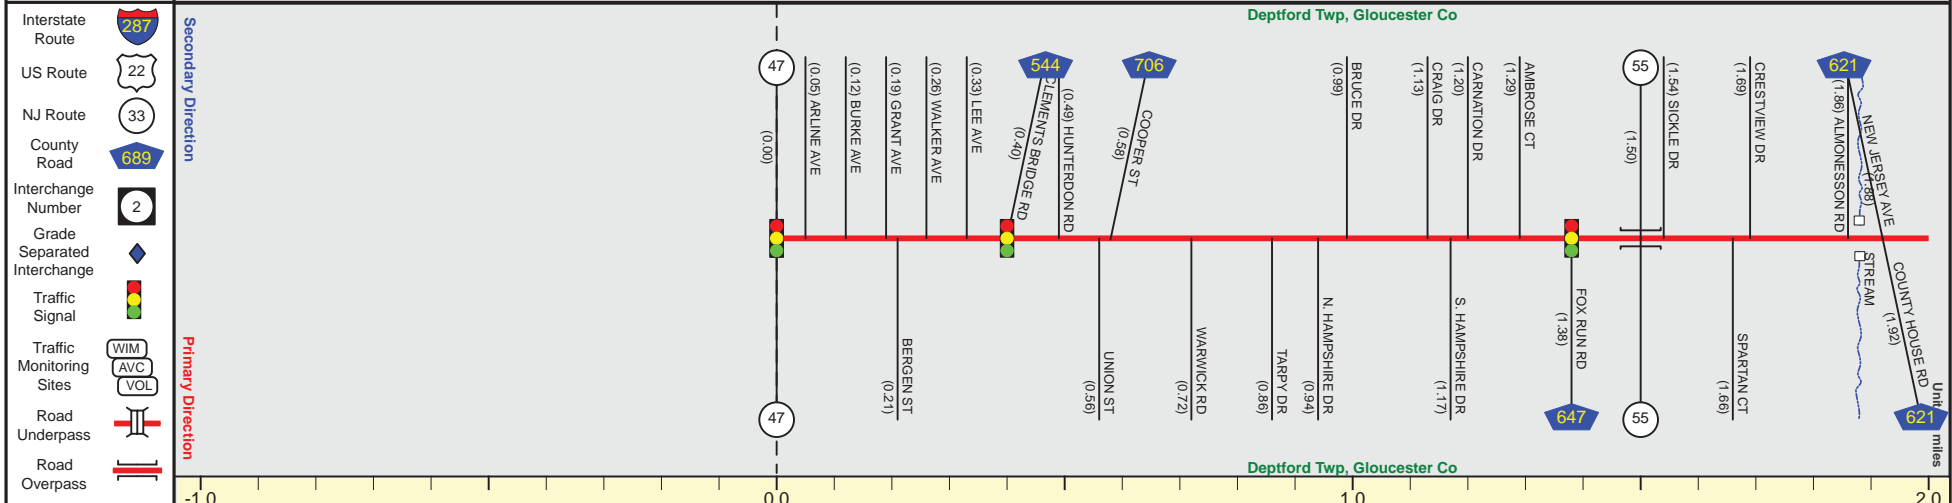 Interstate
Route
287
US Route
22
NJ Route
33
County
Road
689
Interchange
Number
2
Grade
Separated
Interchange
Traffic
Signal
Traffic
Monitoring
Sites
WIM
AVC
VOL
Road
Underpass
Road
Overpass
Secondary Direction
Primary Direction
Deptford Twp, Gloucester Co
47
(0.00)
(0.05) ARLINE AVE
(0.12) BURKE AVE
(0.19) GRANT AVE
(0.26) WALKER AVE
(0.33) LEE AVE
544
CLEMENTS BRIDGE RD
(0.40)
(0.49) HUNTERDON RD
706
COOPER ST
(0.58)
BRUCE DR
(0.99)
CRAIG DR
(1.13)
CARNATION DR
(1.20)
AMBROSE CT
(1.29)
55
(1.50)
(1.54) SICKLE DR
CRESTVIEW DR
(1.69)
621
(1.86) ALMONESSON RD
NEW JERSEY AVE
(1.88)
STREAM
47
BERGEN ST
(0.21)
UNION ST
(0.56)
WARWICK RD
(0.72)
TARPY DR
(0.86)
N. HAMPSHIRE DR
(0.94)
S. HAMPSHIRE DR
(1.17)
FOX RUN RD
(1.38)
647
55
SPARTAN CT
(1.66)
COUNTY HOUSE RD
(1.92)
621
miles
Deptford Twp, Gloucester Co
-1.0
0.0
1.0
2.0